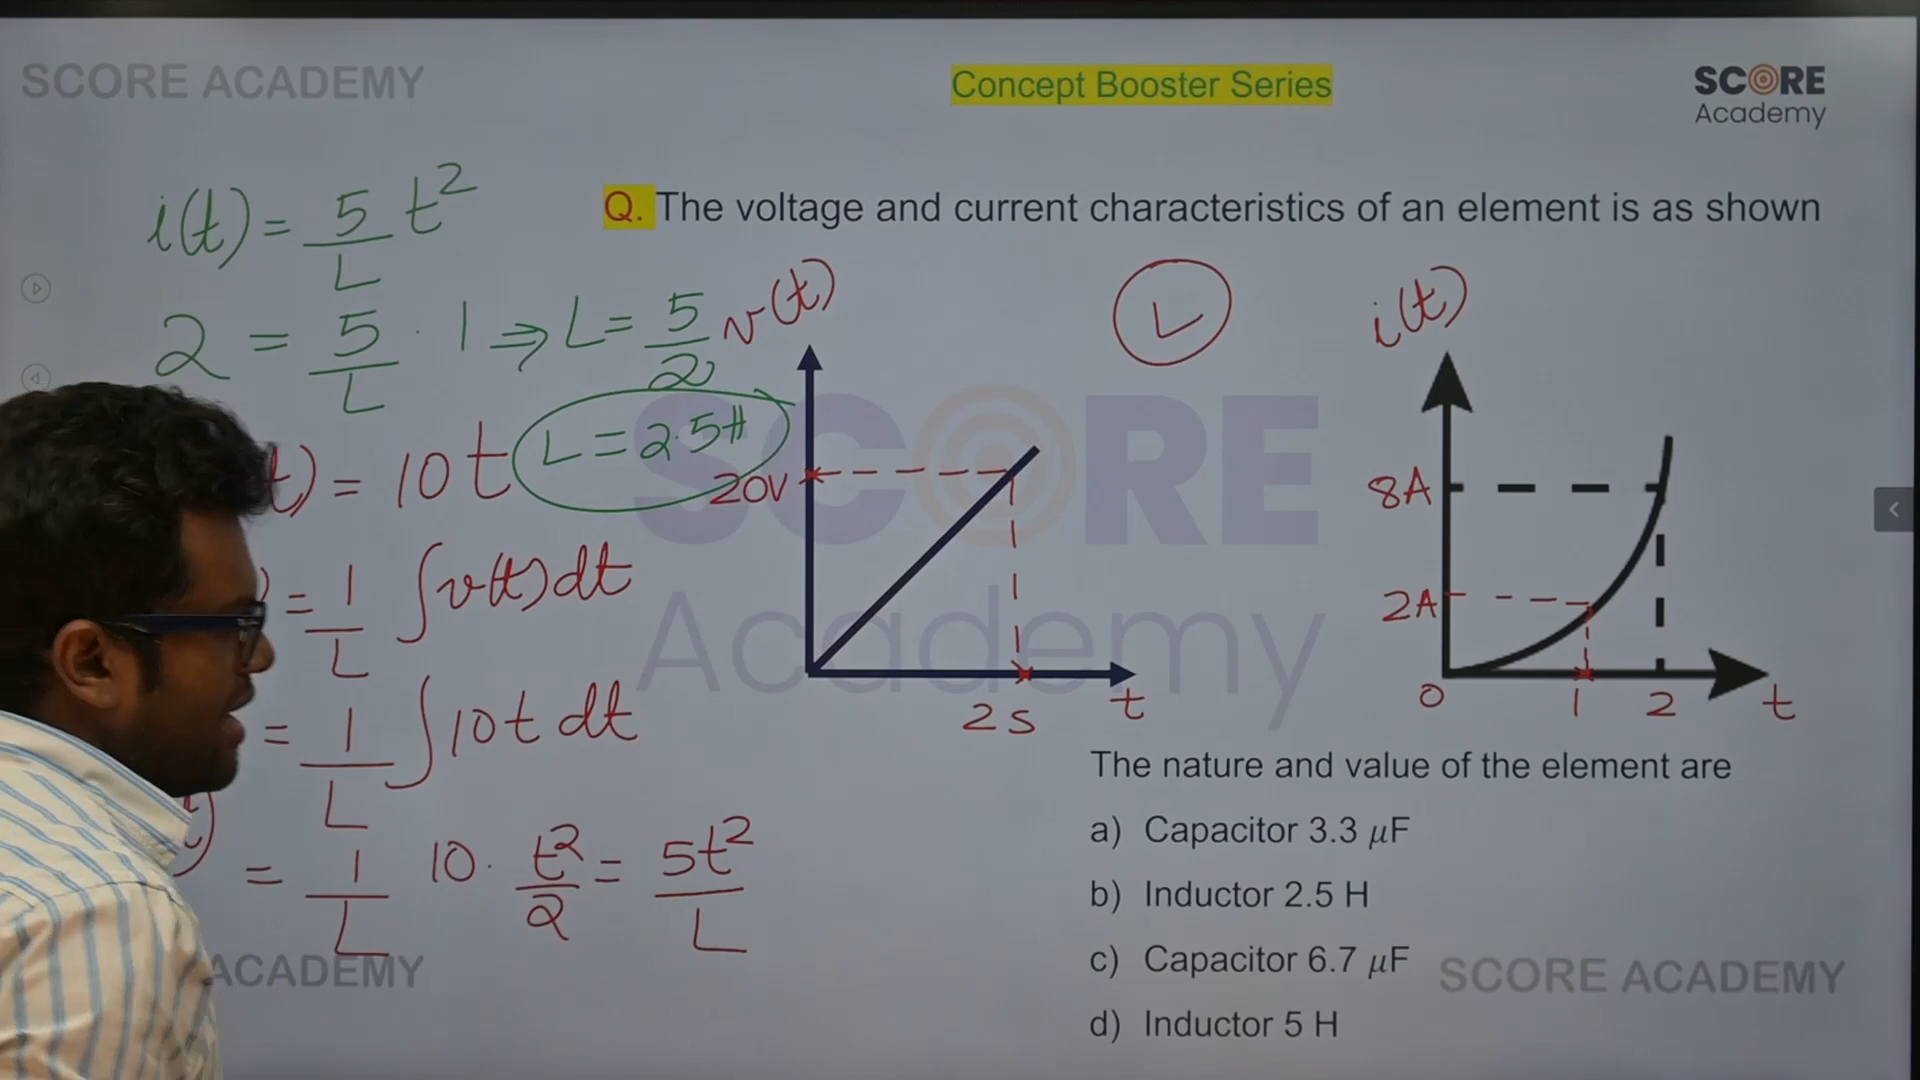 SCORE ACADEMY
Concept Booster Series
SCORE
Academy
i(t) = 5/L t²
Q. The voltage and current characteristics of an element is as shown
2 = 5/L · 1 ⇒ L = 5/2
L = 2.5H
v(t)
L
i(t)
t) = 10t
20V
8A
2A
) = 1/L ∫v(t)dt
= 1/L ∫10t dt
2s
t
0
1
2
t
SCORE
Academy
The nature and value of the element are
t)
= 1/L 10 · t²/2 = 5t²/L
a) Capacitor 3.3 μF
b) Inductor 2.5 H
c) Capacitor 6.7 μF
d) Inductor 5 H
ACADEMY
SCORE ACADEMY